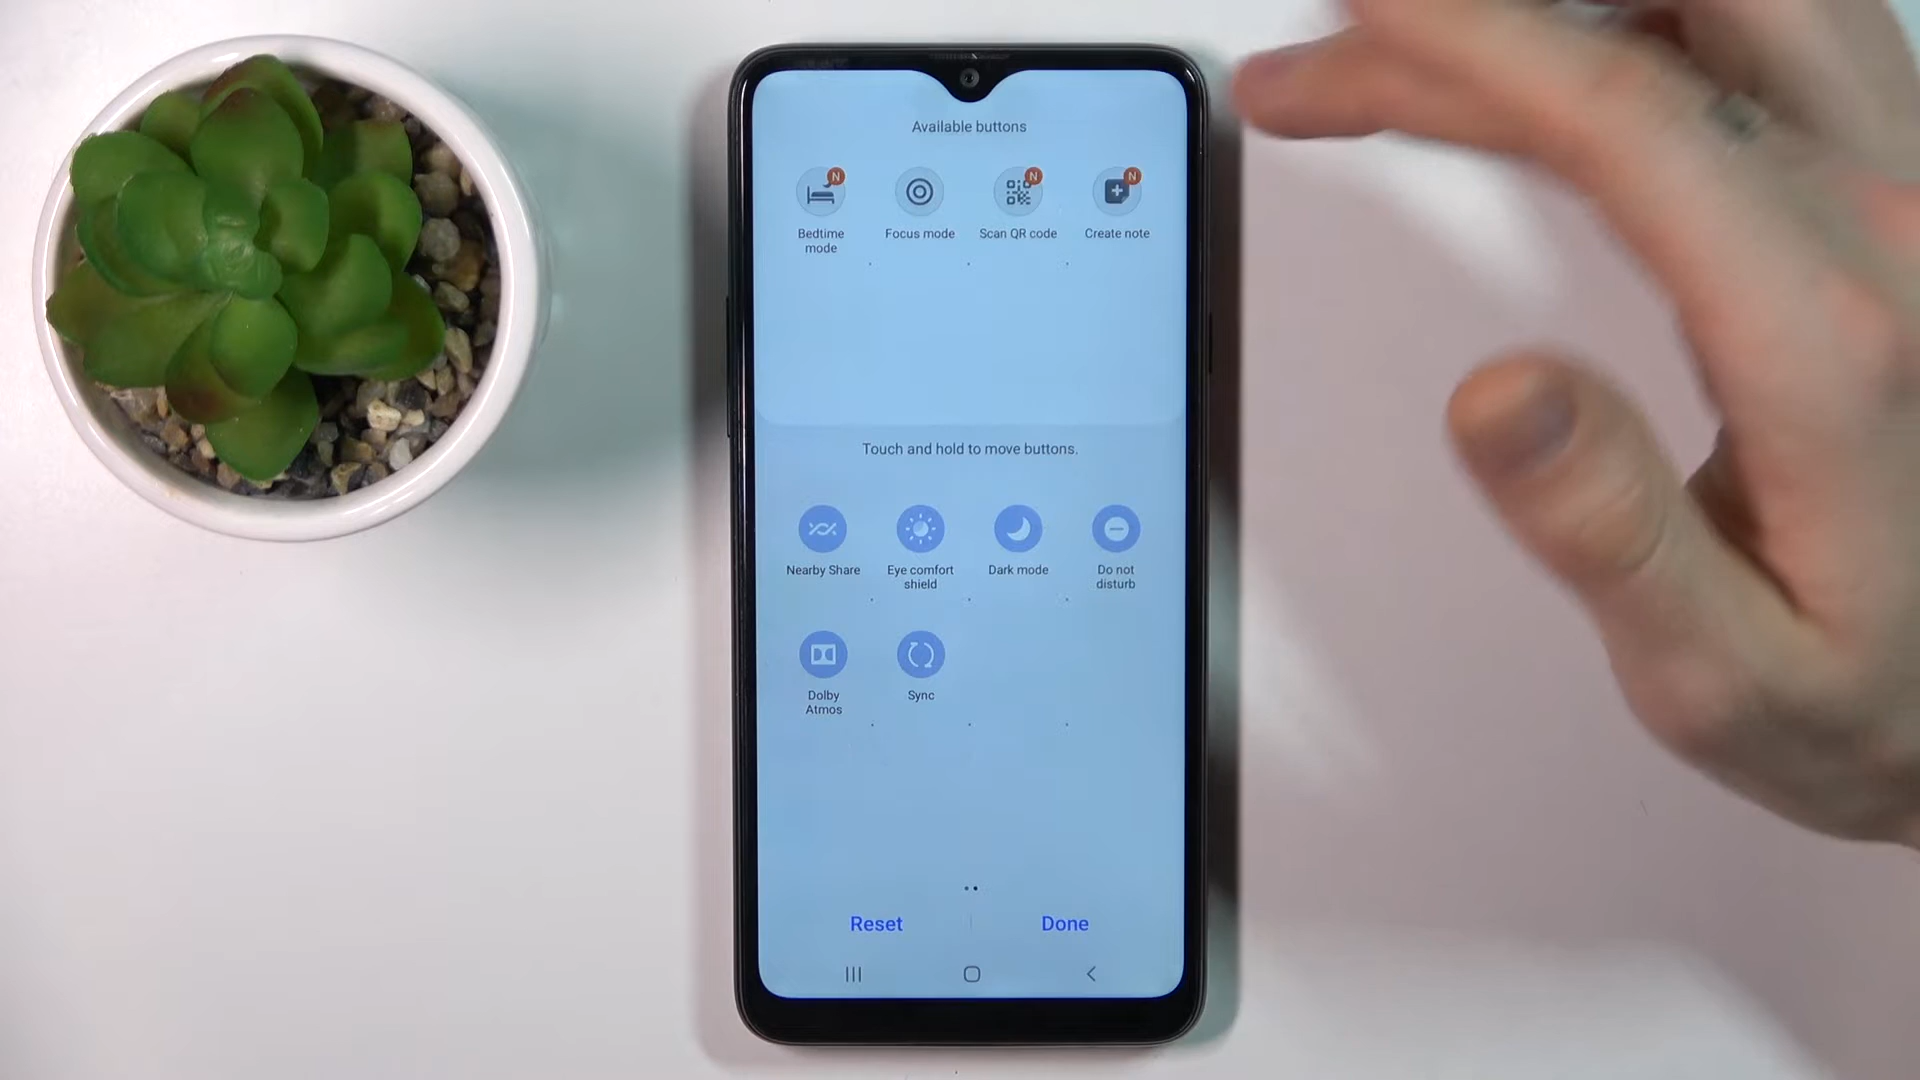 Available buttons
N N N
Bedtime mode
Focus mode
Scan QR code
Create note
Touch and hold to move buttons.
Nearby Share
Eye comfort shield
Dark mode
Do not disturb
Dolby Atmos
Sync
Reset
Done